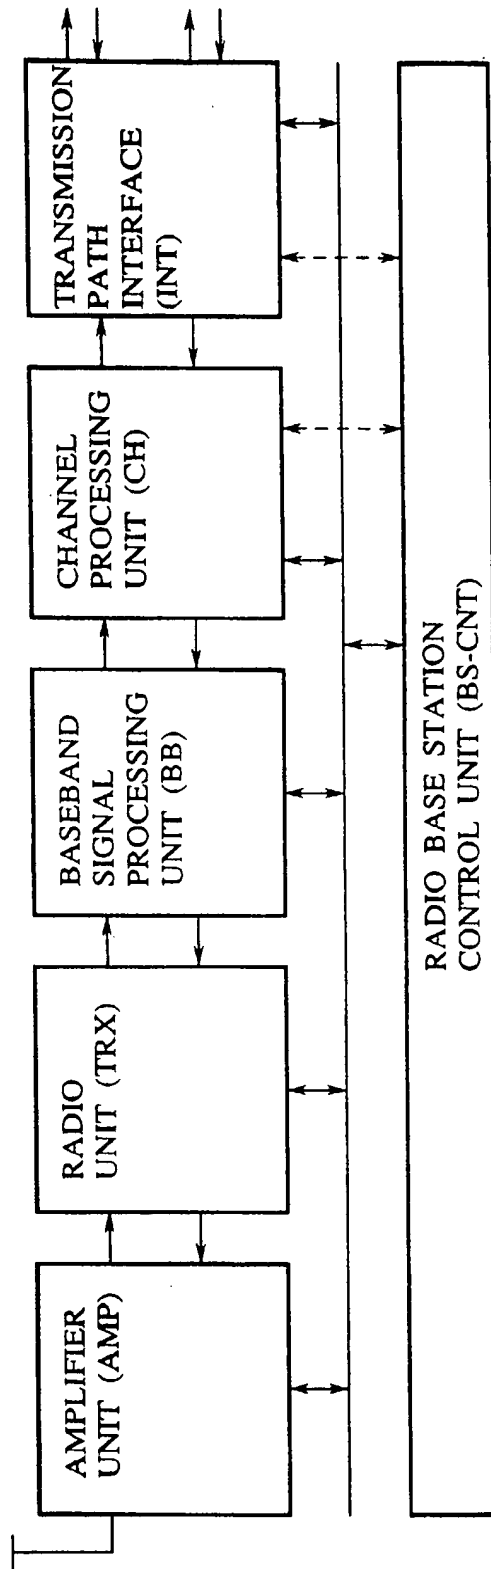 AMPLIFIER
UNIT (AMP)
RADIO
UNIT (TRX)
BASEBAND
SIGNAL
PROCESSING
UNIT (BB)
CHANNEL
PROCESSING
UNIT (CH)
TRANSMISSION
PATH
INTERFACE
(INT)
RADIO BASE STATION
CONTROL UNIT (BS-CNT)